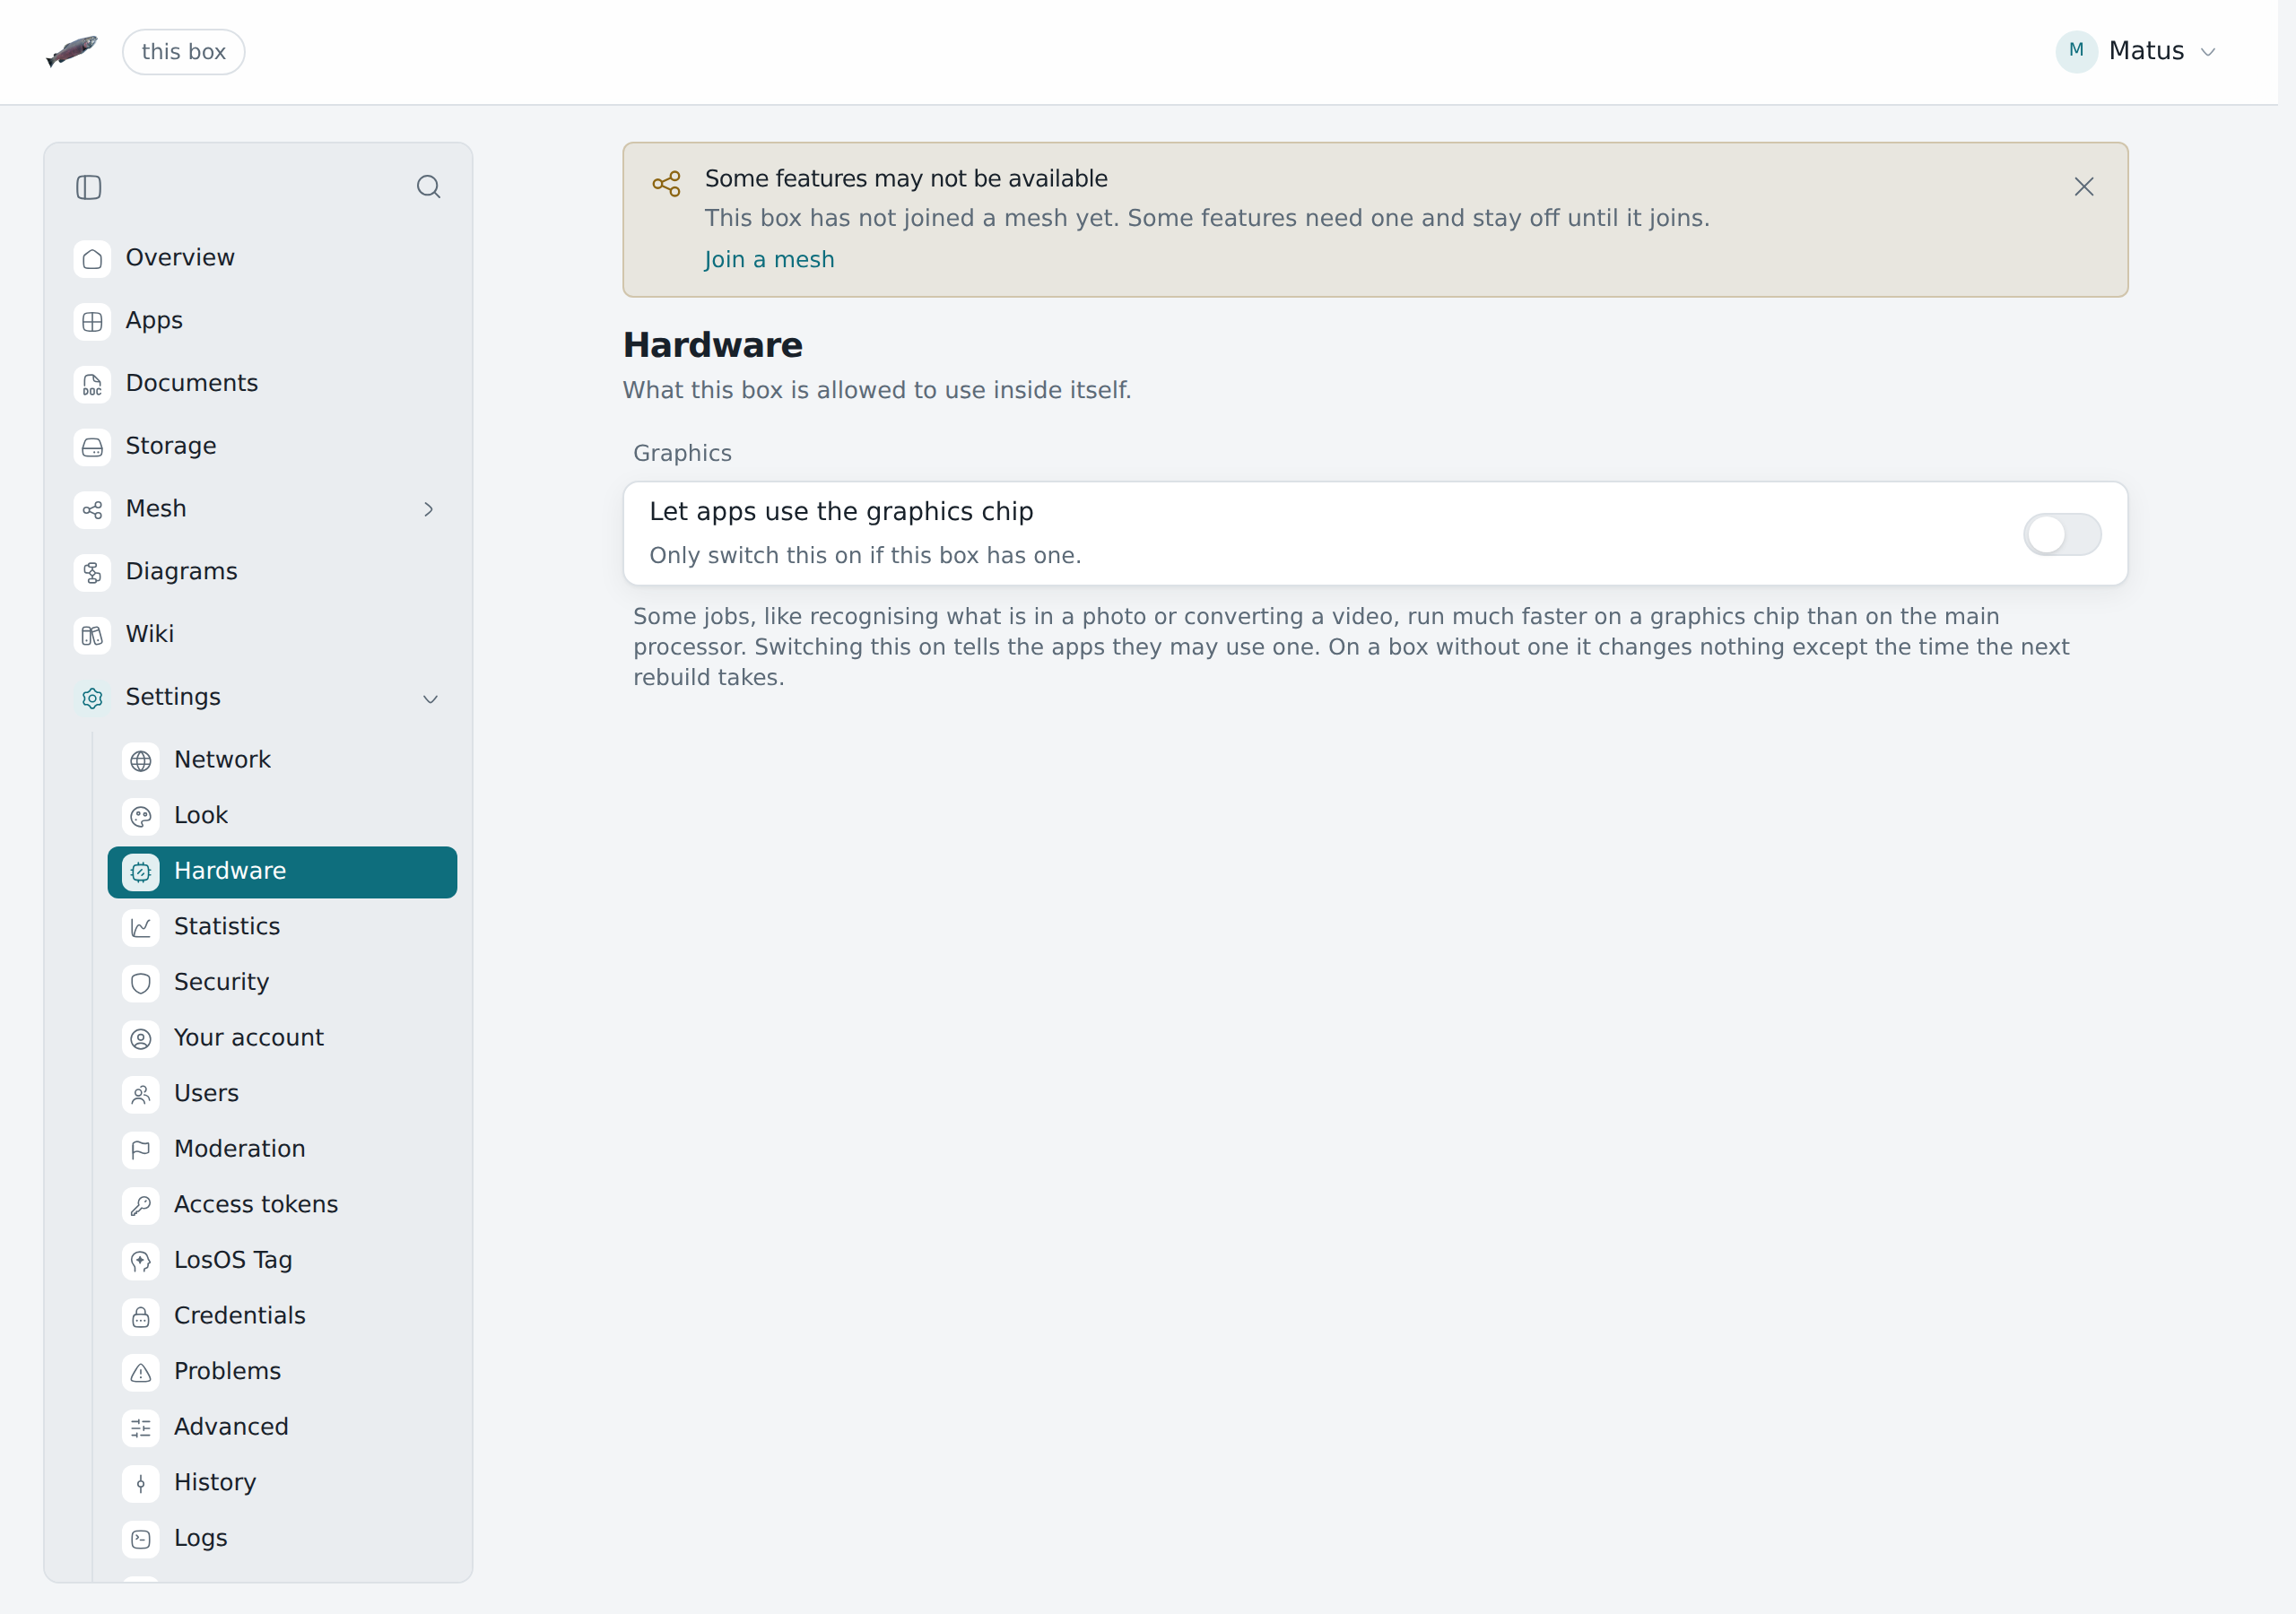 this box
M
Matus
Overview
Apps
DOC
Documents
Storage
Mesh
Diagrams
Wiki
Settings
Network
Look
Hardware
Statistics
Security
Your account
Users
Moderation
Access tokens
LosOS Tag
Credentials
Problems
Advanced
History
Logs
Some features may not be available
This box has not joined a mesh yet. Some features need one and stay off until it joins.
Join a mesh
Hardware
What this box is allowed to use inside itself.
Graphics
Let apps use the graphics chip
Only switch this on if this box has one.
Some jobs, like recognising what is in a photo or converting a video, run much faster on a graphics chip than on the main
processor. Switching this on tells the apps they may use one. On a box without one it changes nothing except the time the next
rebuild takes.